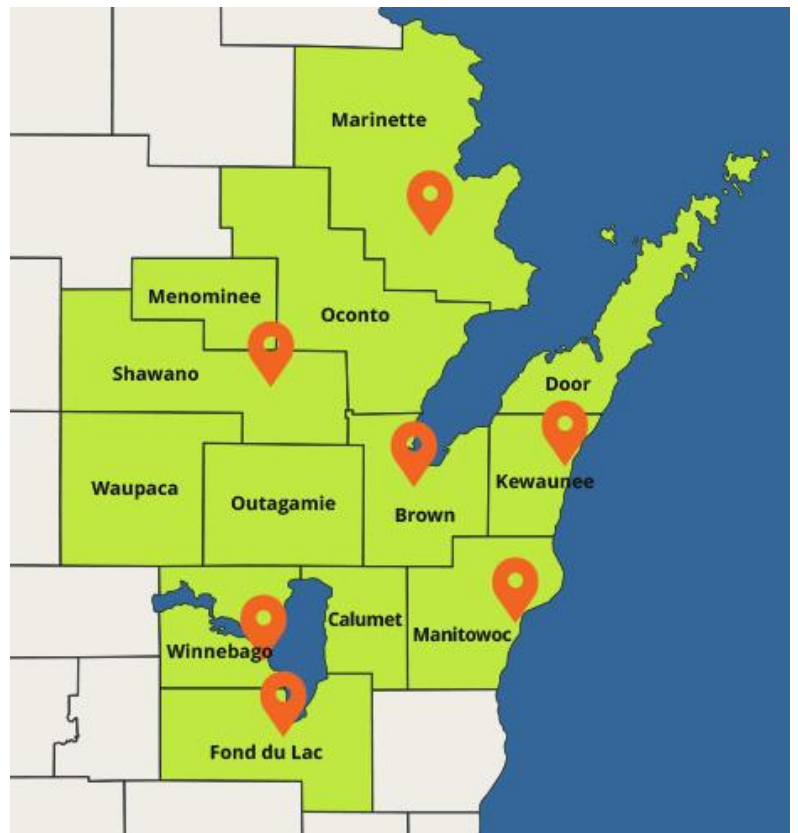 Marinette
Menominee
Oconto
Shawano
Door
Waupaca
Outagamie
Brown
Kewaunee
Calumet
Manitowoc
Winnebago
Fond du Lac